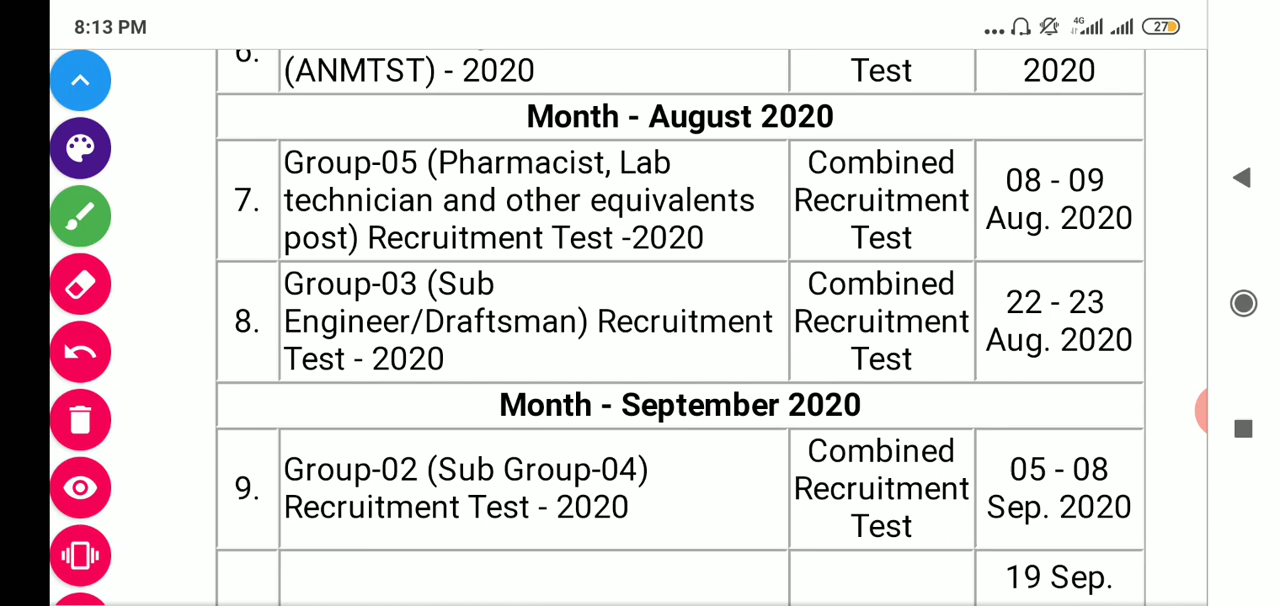 8:13 PM
4G
27
6.
(ANMTST) - 2020
Test
2020
Month - August 2020
7.
Group-05 (Pharmacist, Lab
technician and other equivalents
post) Recruitment Test -2020
Combined
Recruitment
Test
08 - 09
Aug. 2020
8.
Group-03 (Sub
Engineer/Draftsman) Recruitment
Test - 2020
Combined
Recruitment
Test
22 - 23
Aug. 2020
Month - September 2020
9.
Group-02 (Sub Group-04)
Recruitment Test - 2020
Combined
Recruitment
Test
05 - 08
Sep. 2020
19 Sep.